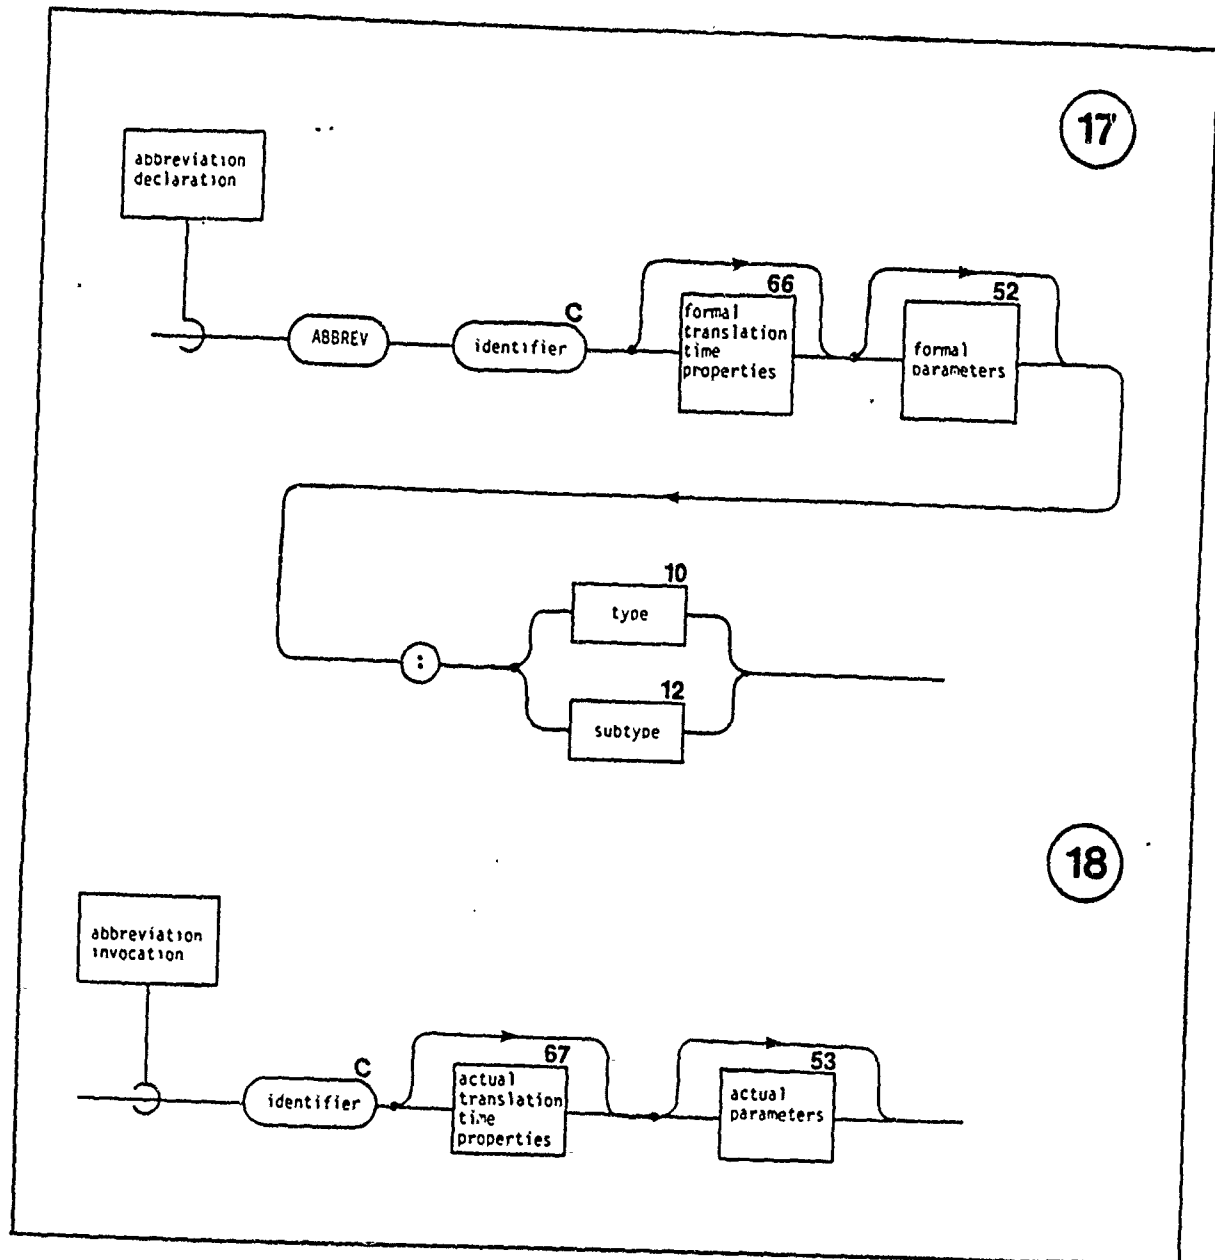 17
abbreviation
declaration
66
52
C
ABBREV
identifier
formal
translation
time
properties
formal
parameters
10
type
:
12
subtype
18
abbreviation
invocation
C
67
53
identifier
actual
translation
time
properties
actual
parameters